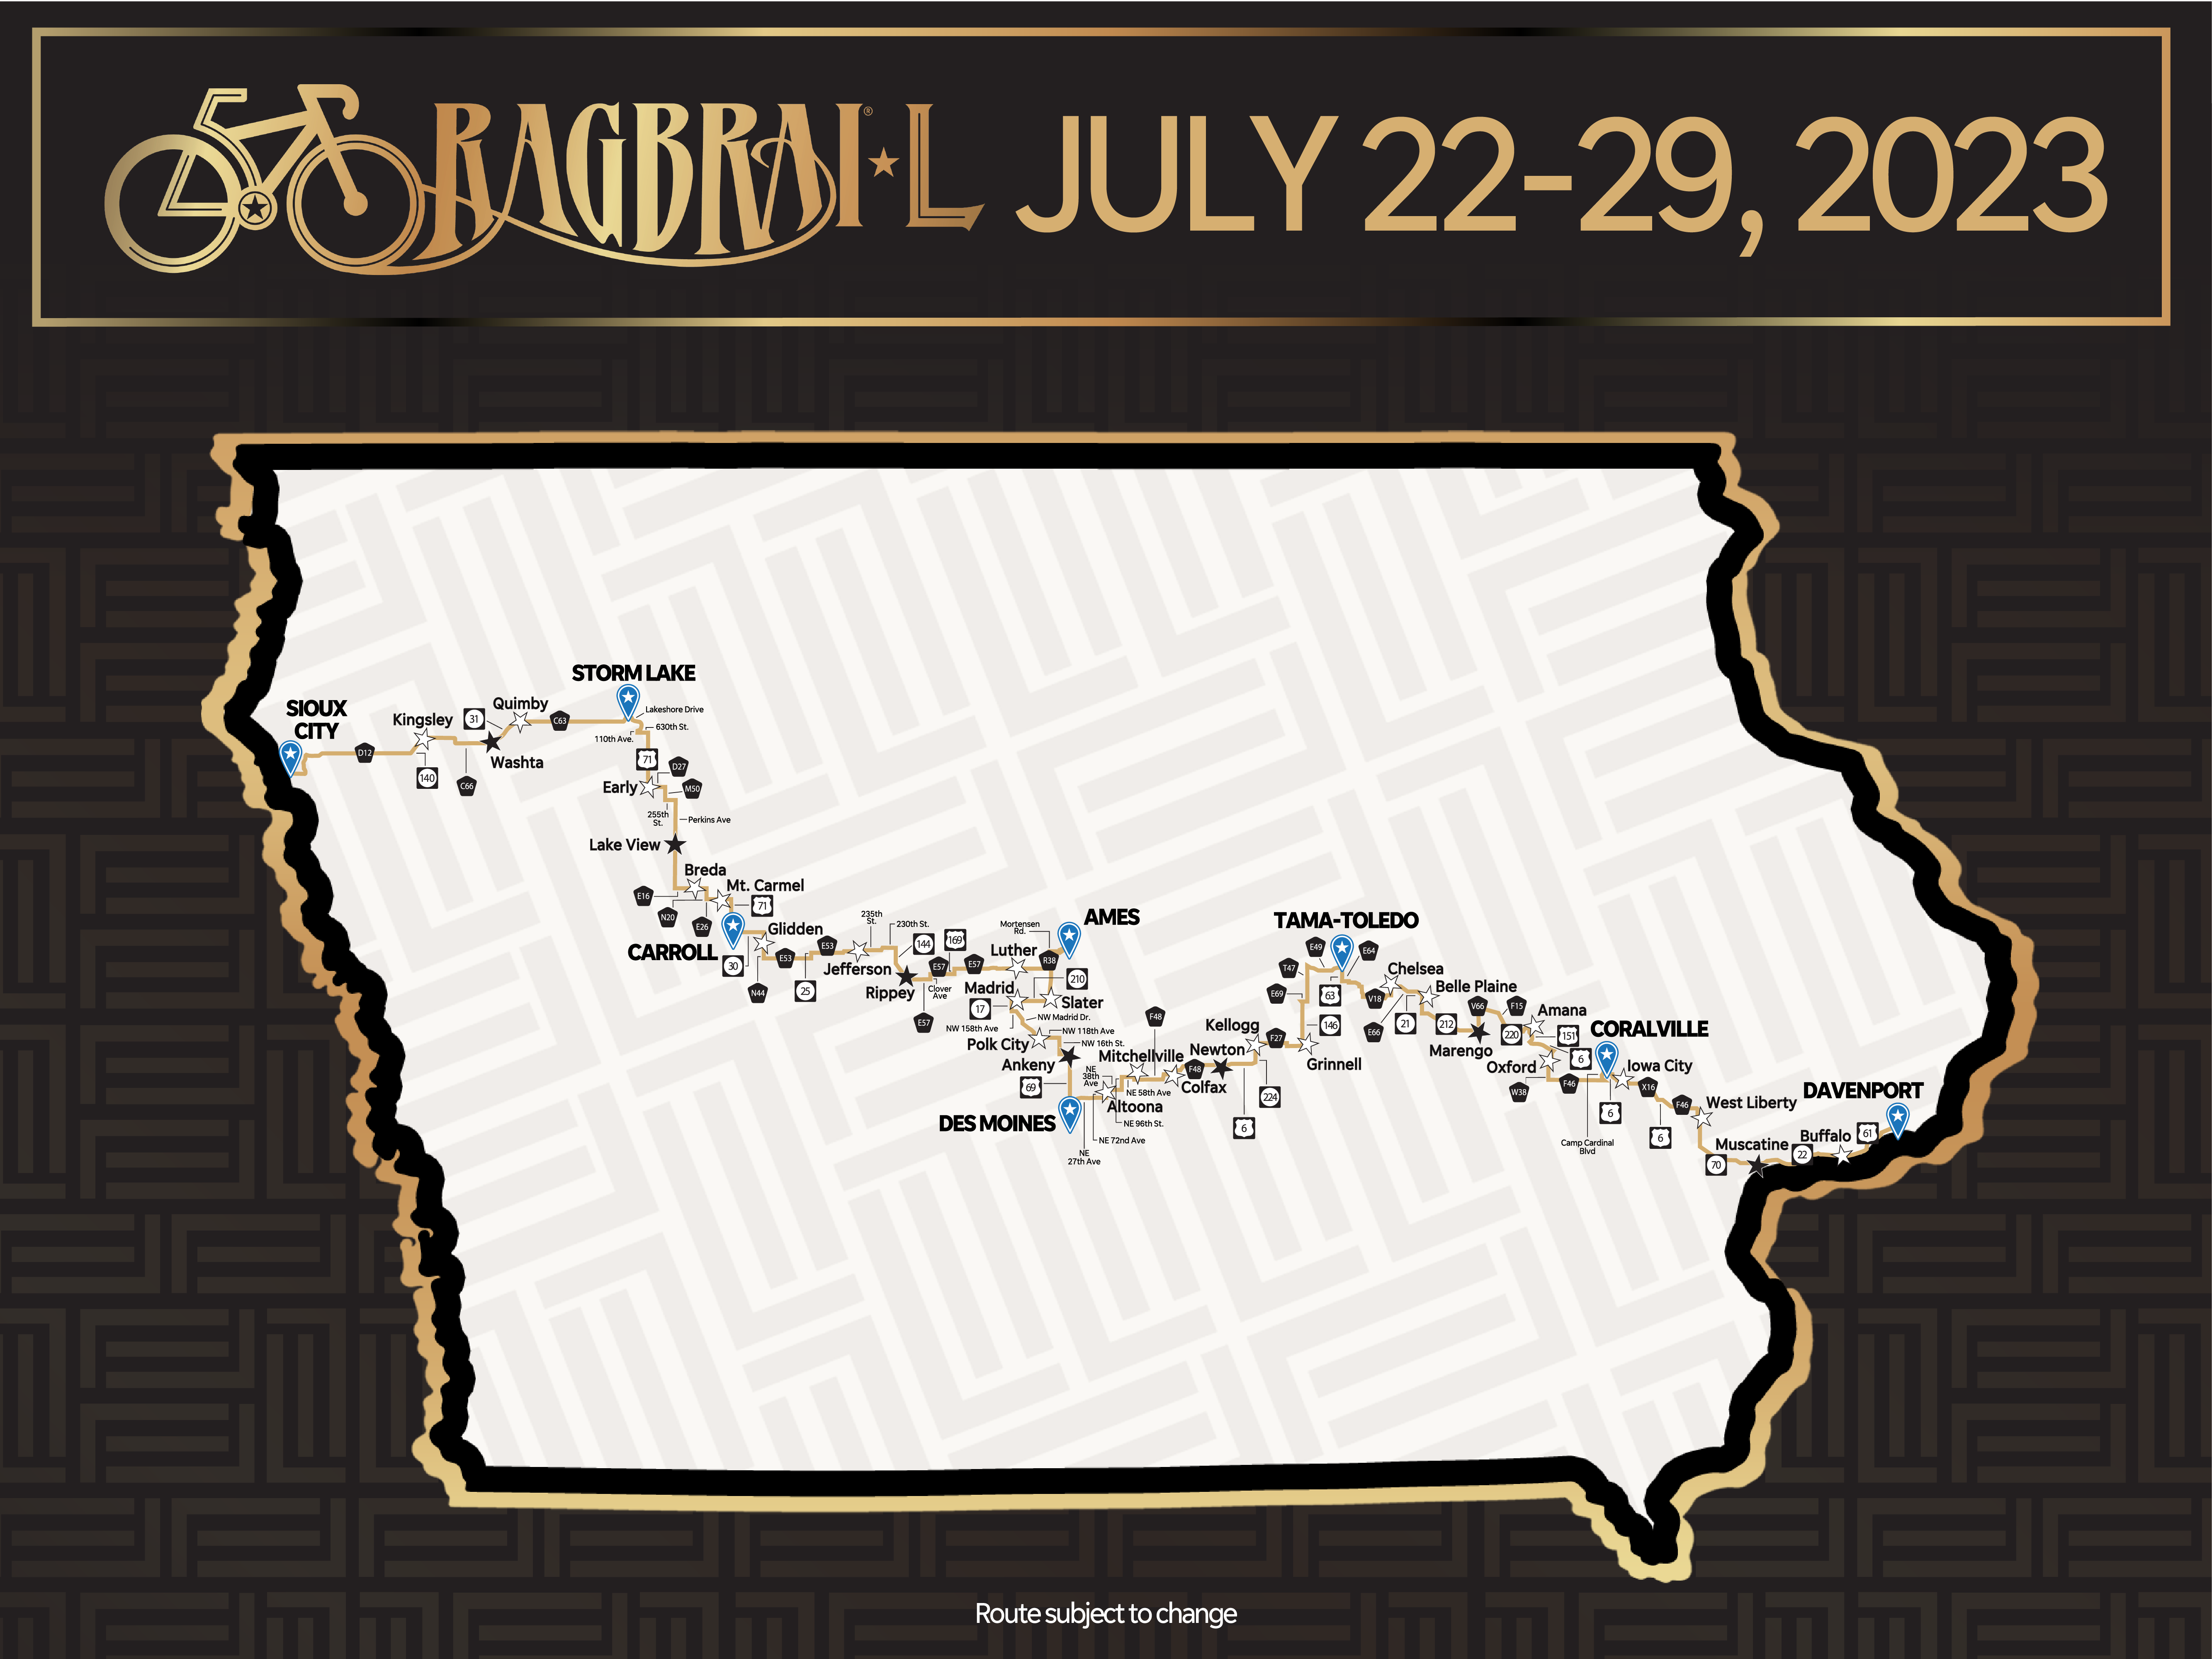 RAGBRAI® L JULY 22-29, 2023
STORM LAKE
SIOUX
CITY
Kingsley
31
Quimby
C63
Lakeshore Drive
630th St.
110th Ave.
D12
140
C66
Washta
71
D27
Early
M50
255th
St.
Perkins Ave
Lake View
Breda
Mt. Carmel
E16
N20
E26
71
CARROLL
Glidden
30
N44
E53
25
E53
235th
St.
230th St.
Jefferson
144
169
Rippey
E57
E57
Clover
Ave
E57
Luther
Mortensen
Rd.
AMES
R38
210
Madrid
Slater
17
NW Madrid Dr.
NW 158th Ave
NW 118th Ave
Polk City
NW 16th St.
Ankeny
69
DES MOINES
NE
38th
Ave
Mitchellville
F48
NE 58th Ave
Altoona
NE 96th St.
NE 72nd Ave
NE
27th Ave
Colfax
F48
Newton
Kellogg
6
224
F27
Grinnell
146
TAMA-TOLEDO
E49
E64
T47
E69
63
V18
E66
Chelsea
21
Belle Plaine
212
V66
F15
Marengo
220
Amana
151
6
Oxford
W38
F46
CORALVILLE
Iowa City
Camp Cardinal
Blvd
6
X16
6
F46
West Liberty
70
Muscatine
22
Buffalo
61
DAVENPORT
Route subject to change